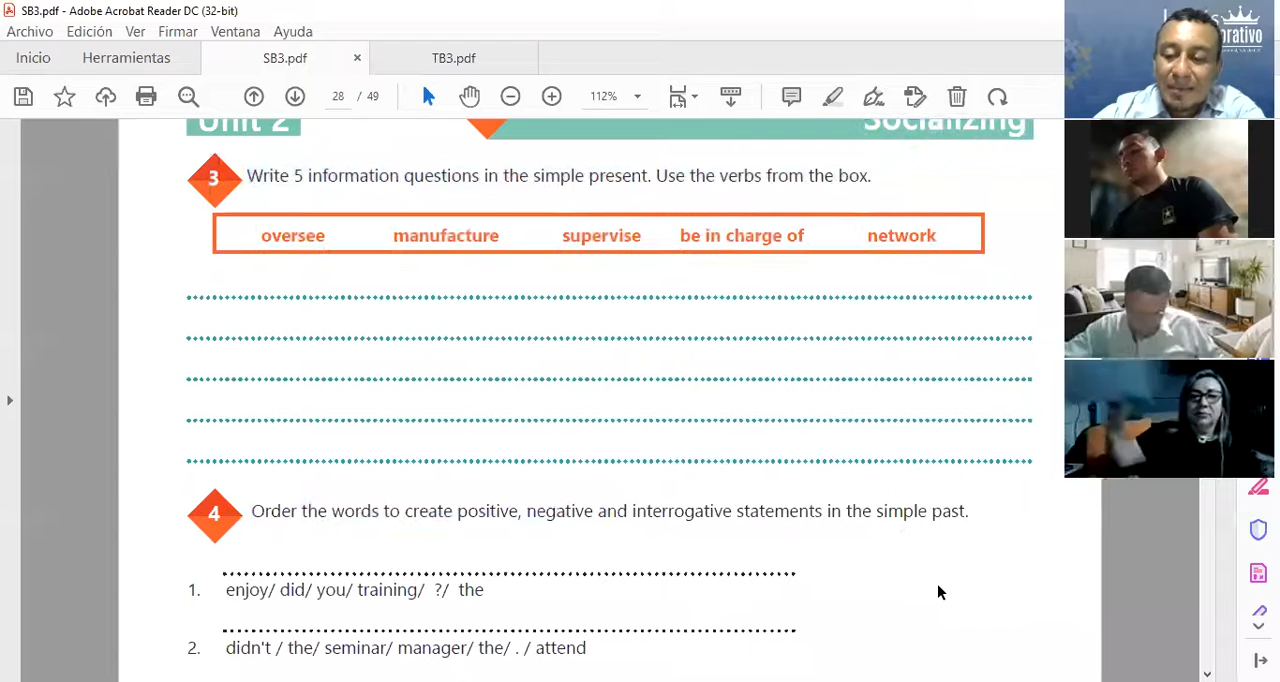 SB3.pdf - Adobe Acrobat Reader DC (32-bit)
Archivo Edición Ver Firmar Ventana Ayuda
Inicio Herramientas SB3.pdf × TB3.pdf
28 / 49 112%
Unit 2 Socializing
3 Write 5 information questions in the simple present. Use the verbs from the box.
oversee manufacture supervise be in charge of network
4 Order the words to create positive, negative and interrogative statements in the simple past.
1. enjoy/ did/ you/ training/ ?/ the
2. didn't / the/ seminar/ manager/ the/ . / attend